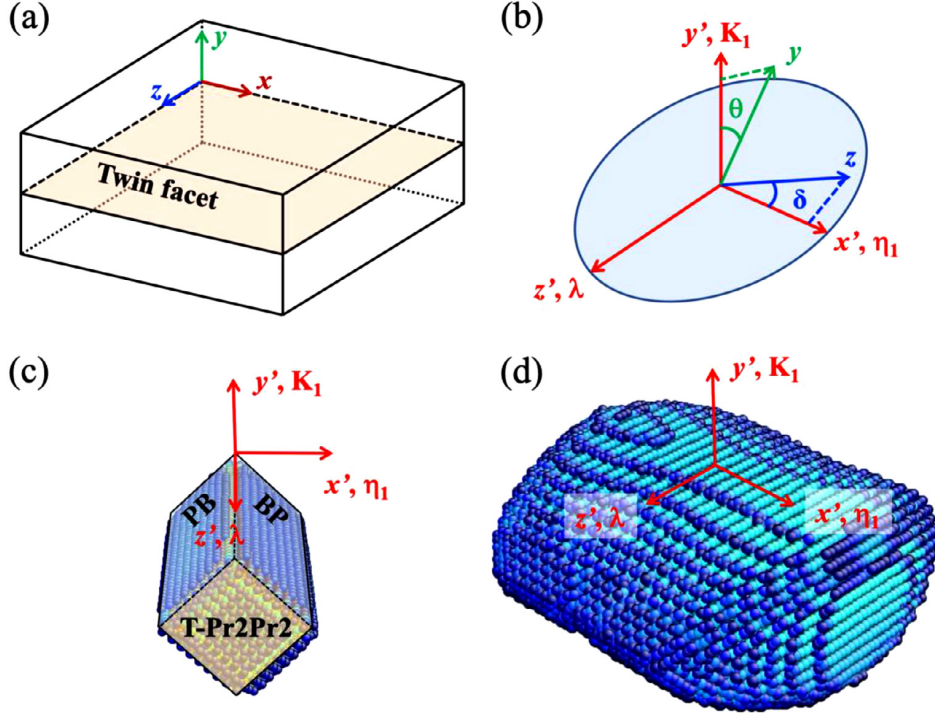 (a)
y
x
z
Twin facet
(b)
y’, K₁
y
θ
z
δ
x’, η₁
z’, λ
(c)
y’, K₁
x’, η₁
PB
BP
z’, λ
T-Pr2Pr2
(d)
y’, K₁
z’, λ
x’, η₁